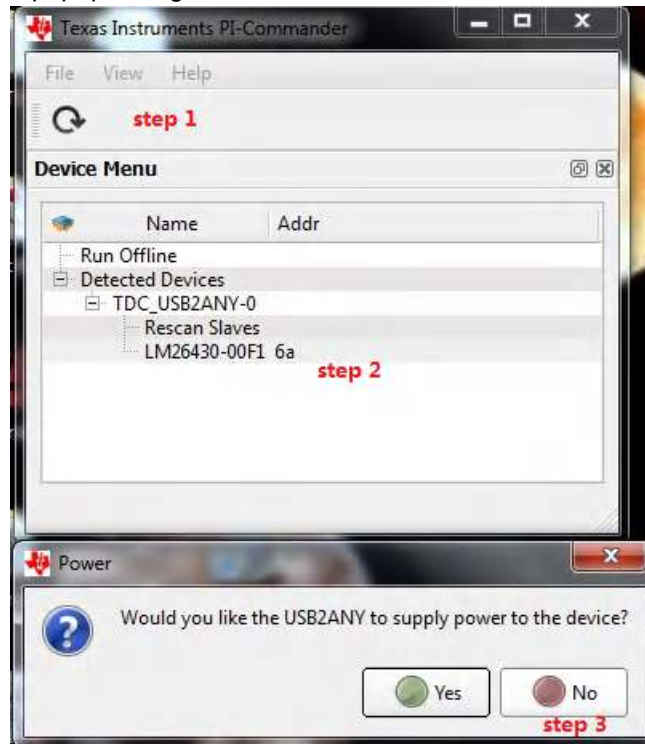 Texas Instruments PI-Commander
File View Help
step 1
Device Menu
Name Addr
Run Offline
Detected Devices
TDC_USB2ANY-0
Rescan Slaves
LM26430-00F1 6a
step 2
Power
Would you like the USB2ANY to supply power to the device?
Yes No
step 3